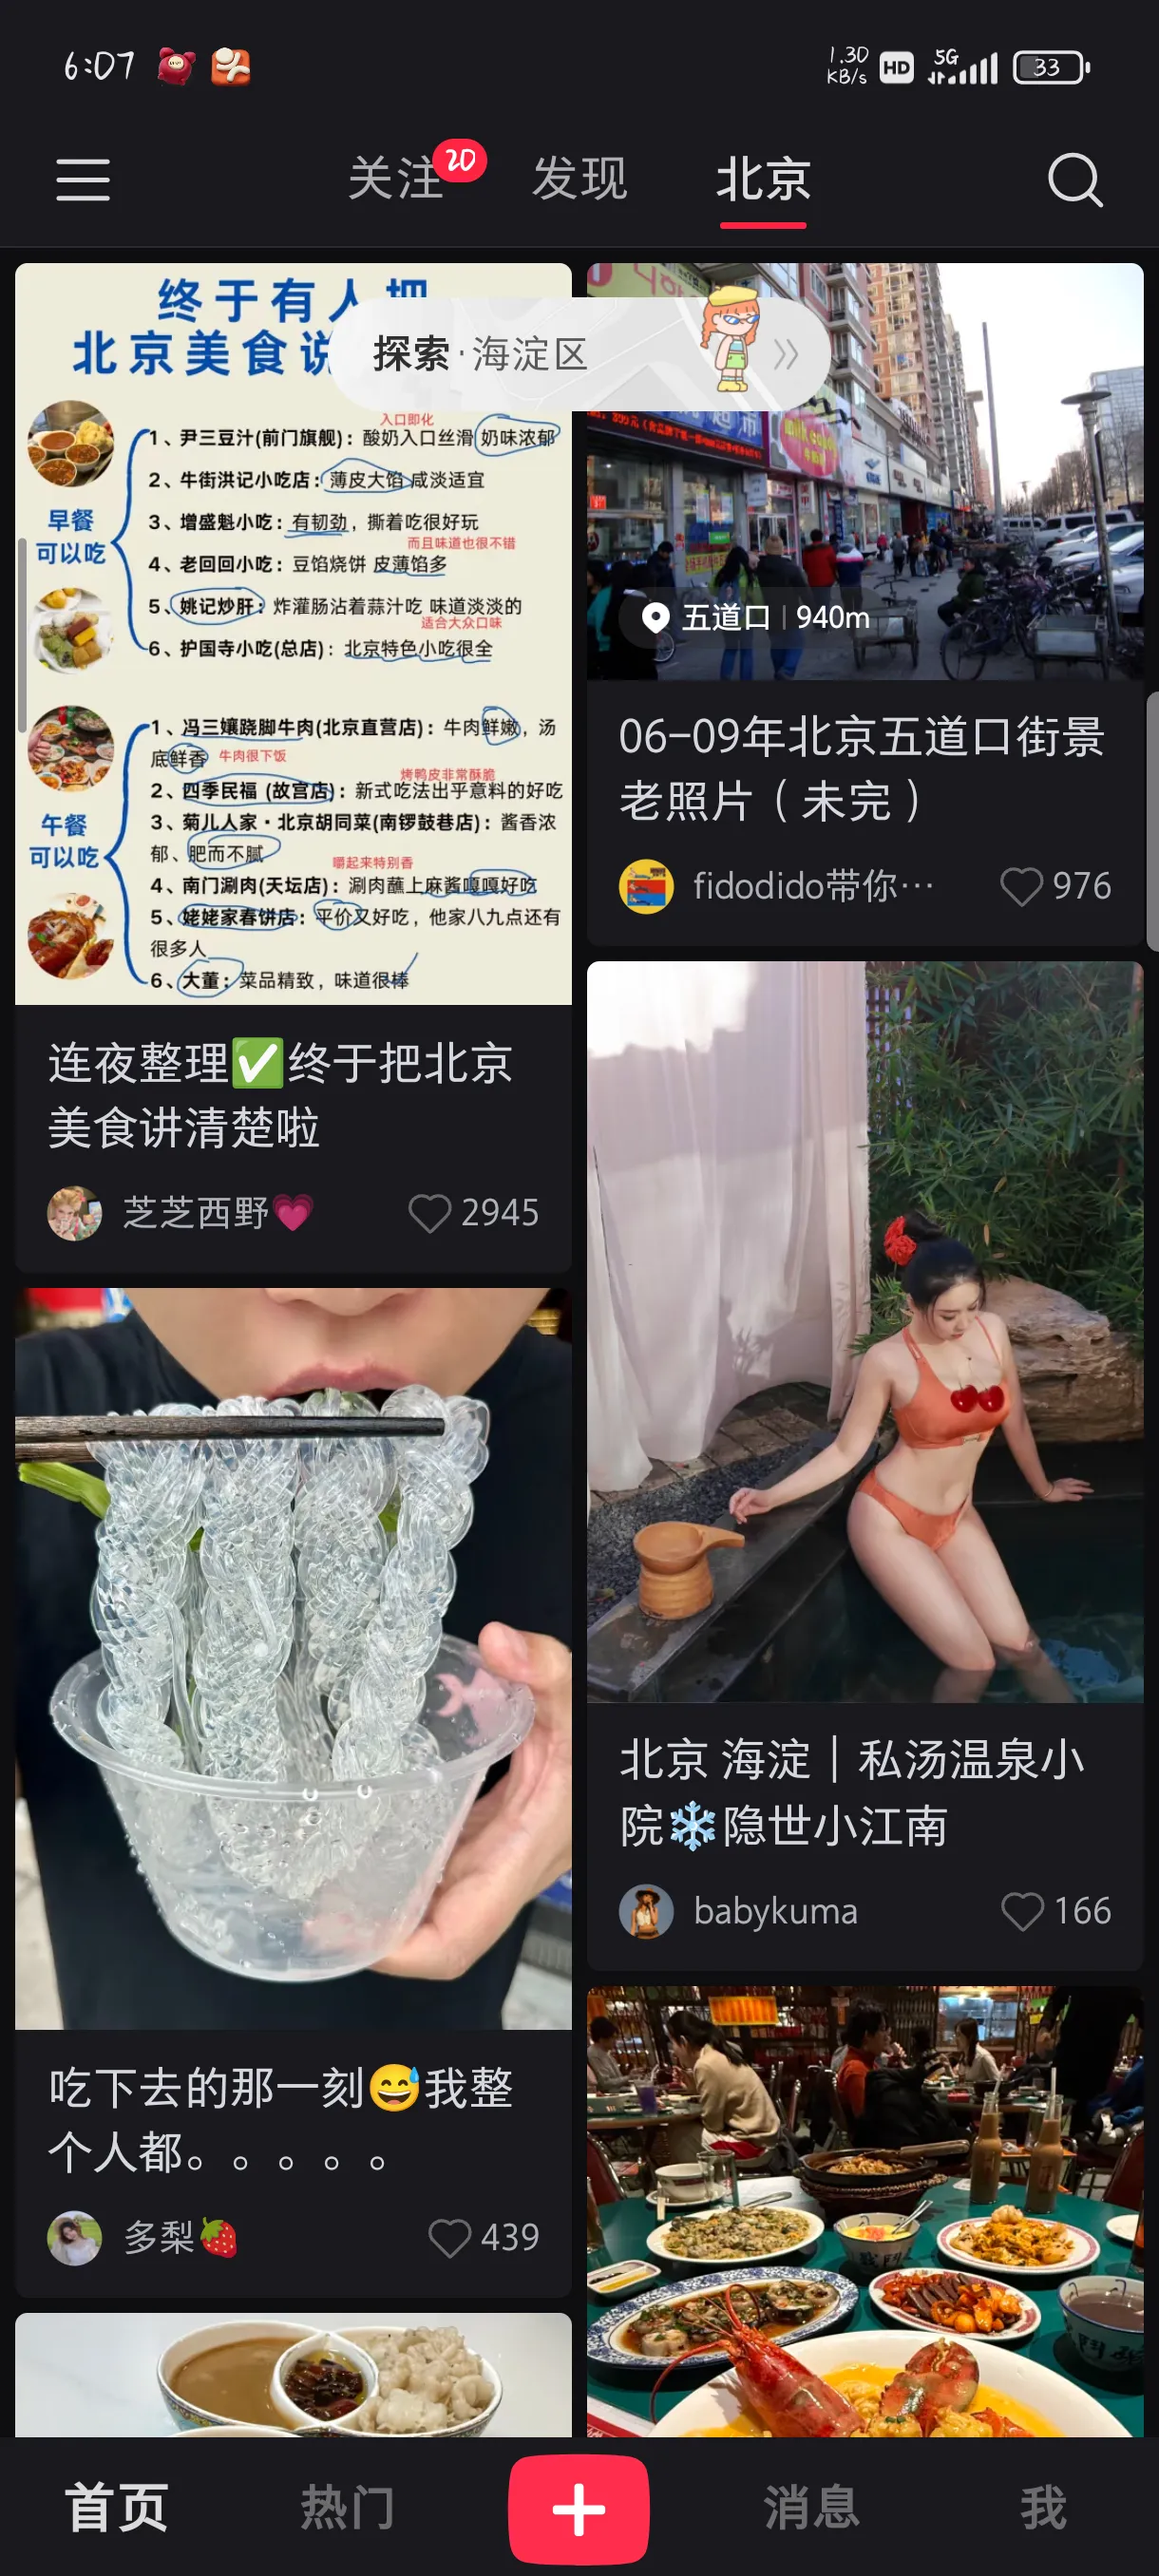 6:07
1.30
KB/s
HD
5G
33
关注
20
发现
北京
终于有人把
北京美食说
探索·海淀区
早餐
可以吃
入口即化
1、尹三豆汁(前门旗舰)：酸奶入口丝滑 奶味浓郁
2、牛街洪记小吃店：薄皮大馅 咸淡适宜
3、增盛魁小吃：有韧劲，撕着吃很好玩
而且味道也很不错
4、老回回小吃：豆馅烧饼 皮薄馅多
5、姚记炒肝：炸灌肠沾着蒜汁吃 味道淡淡的
适合大众口味
6、护国寺小吃(总店)：北京特色小吃很全
午餐
可以吃
1、冯三孃跷脚牛肉(北京直营店)：牛肉鲜嫩，汤
底鲜香
牛肉很下饭
烤鸭皮非常酥脆
2、四季民福 (故宫店)：新式吃法出乎意料的好吃
3、菊儿人家·北京胡同菜(南锣鼓巷店)：酱香浓
郁、肥而不腻
嚼起来特别香
4、南门涮肉(天坛店)：涮肉蘸上麻酱嘎嘎好吃
5、姥姥家春饼店：平价又好吃，他家八九点还有
很多人
6、大董：菜品精致，味道很棒
连夜整理✅终于把北京
美食讲清楚啦
芝芝西野💗
2945
超市
五道口 | 940m
06-09年北京五道口街景
老照片（未完）
fidodido带你…
976
北京 海淀｜私汤温泉小
院❄️隐世小江南
babykuma
166
吃下去的那一刻😅我整
个人都。。。。。
多梨🍓
439
首页
热门
消息
我